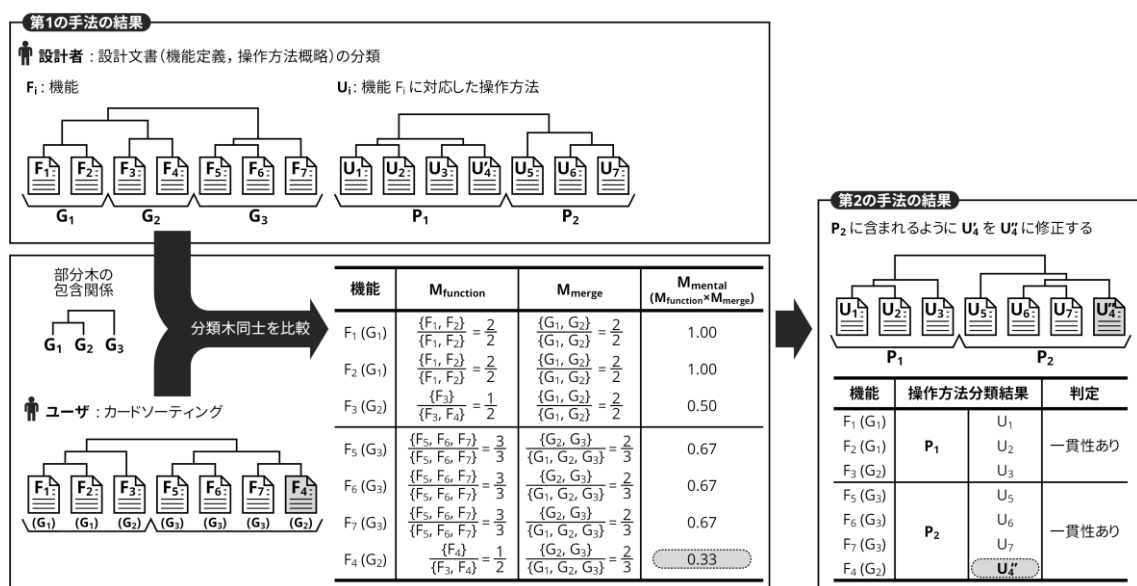 第1の手法の結果
設計者 : 設計文書(機能定義, 操作方法概略)の分類
Fi : 機能
Ui : 機能 Fi に対応した操作方法
F1: F2: F3: F4: F5: F6: F7:
U1: U2: U3: U'4: U5: U6: U7:
G1 G2 G3
P1 P2
部分木の
包含関係
G1 G2 G3
分類木同士を比較
ユーザ : カードソーティング
F1: F2: F3: F5: F6: F7: F4:
(G1) (G1) (G2) (G3) (G3) (G3) (G2)
機能 Mfunction Mmerge Mmental
(Mfunction×Mmerge)
F1 (G1) {F1, F2}/{F1, F2} = 2/2 {G1, G2}/{G1, G2} = 2/2 1.00
F2 (G1) {F1, F2}/{F1, F2} = 2/2 {G1, G2}/{G1, G2} = 2/2 1.00
F3 (G2) {F3}/{F3, F4} = 1/2 {G1, G2}/{G1, G2} = 2/2 0.50
F5 (G3) {F5, F6, F7}/{F5, F6, F7} = 3/3 {G2, G3}/{G1, G2, G3} = 2/3 0.67
F6 (G3) {F5, F6, F7}/{F5, F6, F7} = 3/3 {G2, G3}/{G1, G2, G3} = 2/3 0.67
F7 (G3) {F5, F6, F7}/{F5, F6, F7} = 3/3 {G2, G3}/{G1, G2, G3} = 2/3 0.67
F4 (G2) {F4}/{F3, F4} = 1/2 {G2, G3}/{G1, G2, G3} = 2/3 0.33
第2の手法の結果
P2 に含まれるように U'4 を U''4 に修正する
U1: U2: U3: U5: U6: U7: U''4:
P1 P2
機能 操作方法分類結果 判定
F1 (G1) U1
F2 (G1) P1 U2 一貫性あり
F3 (G2) U3
F5 (G3) U5
F6 (G3) U6
P2 一貫性あり
F7 (G3) U7
F4 (G2) U''4